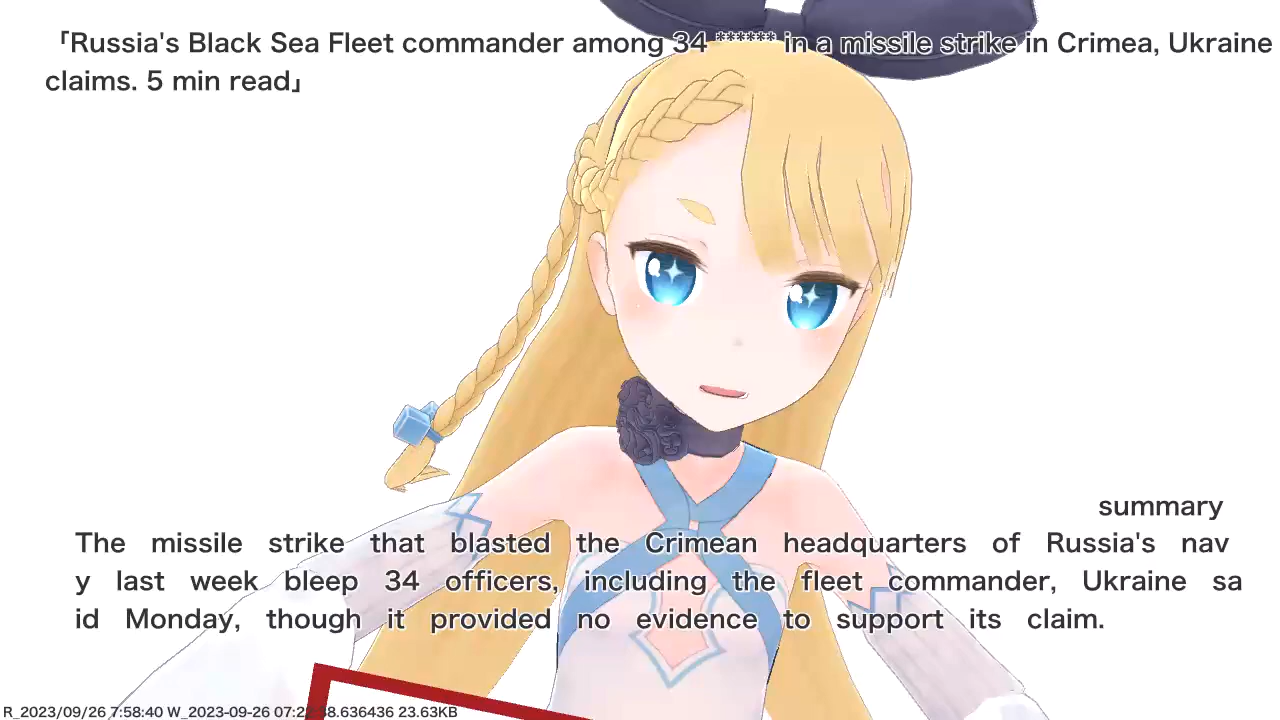 「Russia's Black Sea Fleet commander among 34 ****** in a missile strike in Crimea, Ukraine
claims. 5 min read」
summary
The missile strike that blasted the Crimean headquarters of Russia's nav
y last week bleep 34 officers, including the fleet commander, Ukraine sa
id Monday, though it provided no evidence to support its claim.
R_2023/09/26 7:58:40 W_2023-09-26 07:22:58.636436 23.63KB